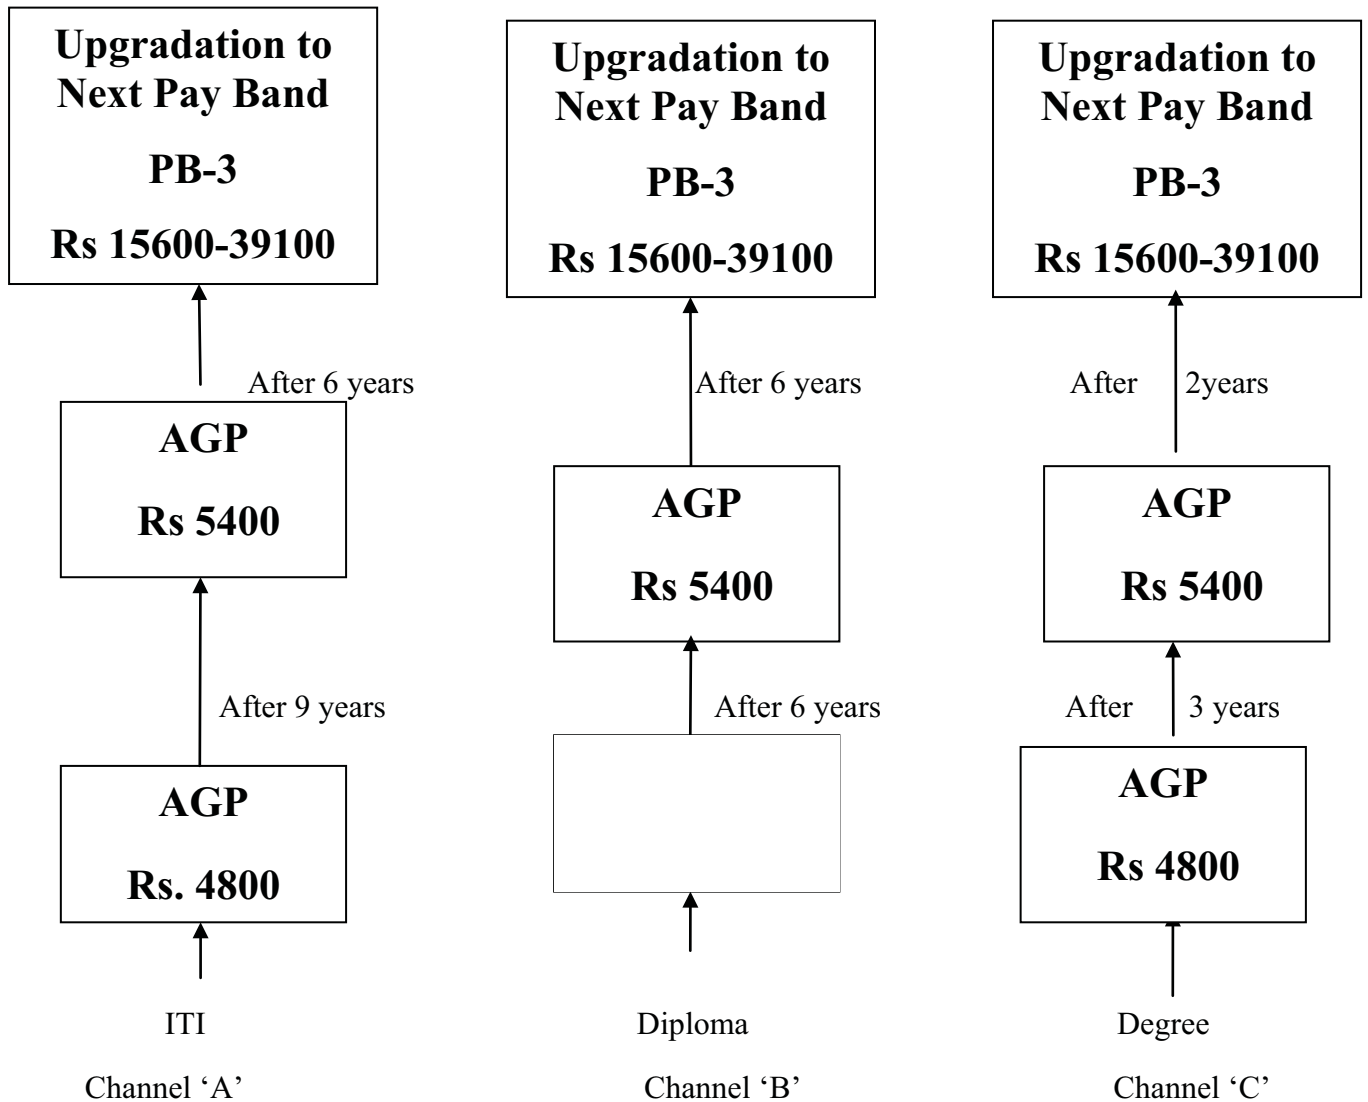 Upgradation to
Next Pay Band
PB-3
Rs 15600-39100
After 6 years
AGP
Rs 5400
After 9 years
AGP
Rs. 4800
ITI
Channel ‘A’
Upgradation to
Next Pay Band
PB-3
Rs 15600-39100
After 6 years
AGP
Rs 5400
After 6 years
Diploma
Channel ‘B’
Upgradation to
Next Pay Band
PB-3
Rs 15600-39100
After 2years
AGP
Rs 5400
After 3 years
AGP
Rs 4800
Degree
Channel ‘C’